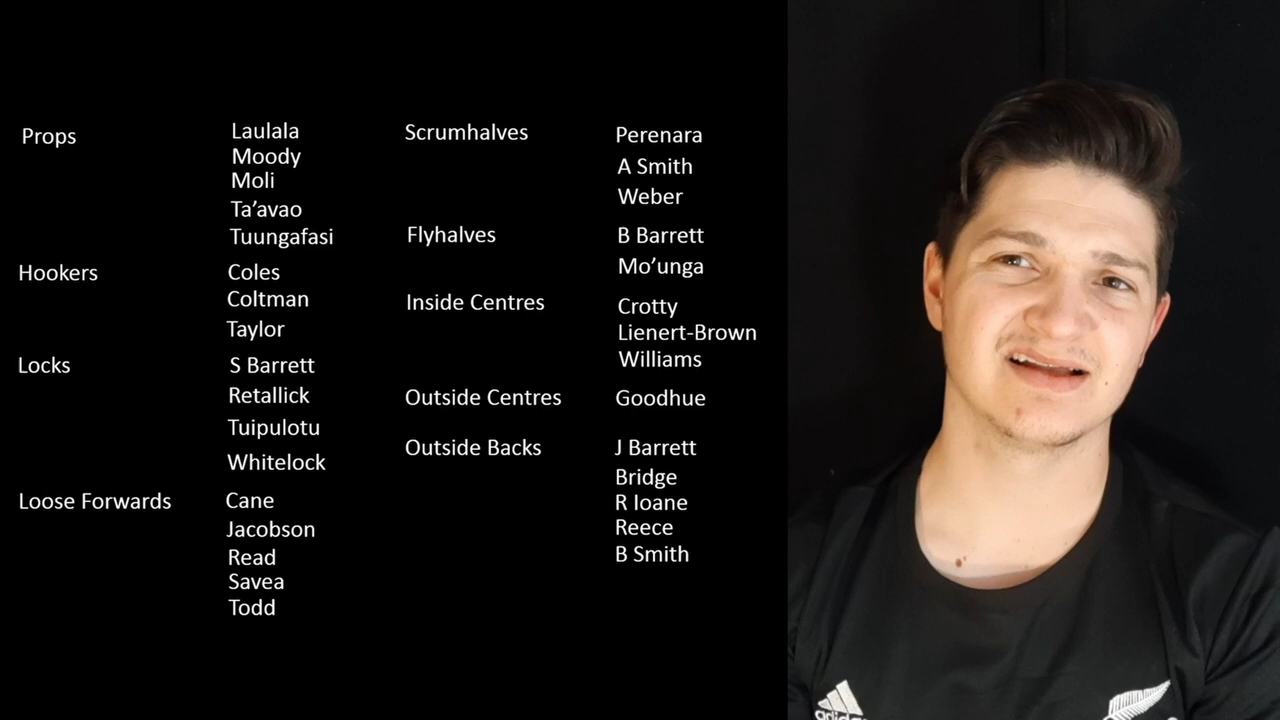 Props
Laulala
Moody
Moli
Ta'avao
Tuungafasi
Hookers
Coles
Coltman
Taylor
Locks
S Barrett
Retallick
Tuipulotu
Whitelock
Loose Forwards
Cane
Jacobson
Read
Savea
Todd
Scrumhalves
Perenara
A Smith
Weber
Flyhalves
B Barrett
Mo'unga
Inside Centres
Crotty
Lienert-Brown
Williams
Outside Centres
Goodhue
Outside Backs
J Barrett
Bridge
R Ioane
Reece
B Smith
adidas